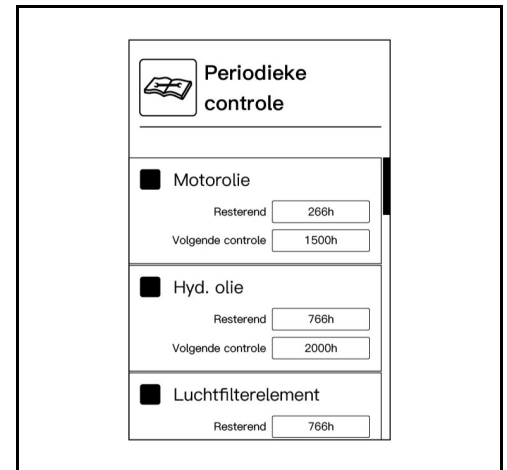 Periodieke
controle
Motorolie
Resterend 266h
Volgende controle 1500h
Hyd. olie
Resterend 766h
Volgende controle 2000h
Luchtfilterelement
Resterend 766h